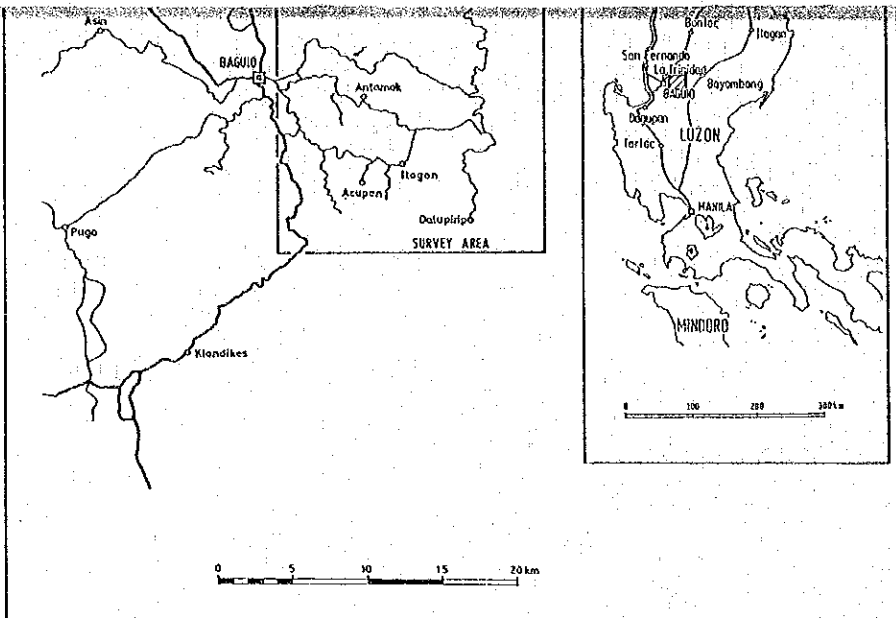 Asin
BAGUIO
Antamok
Itogon
Acupan
Dalupirip
SURVEY AREA
Pugo
Klondikes
0 5 10 15 20 km
Bontoc
Ilagan
San Fernando
La Trinidad
BAGUIO
Bayombong
Dagupan
LUZON
Tarlac
MANILA
MINDORO
0 100 200 300 km